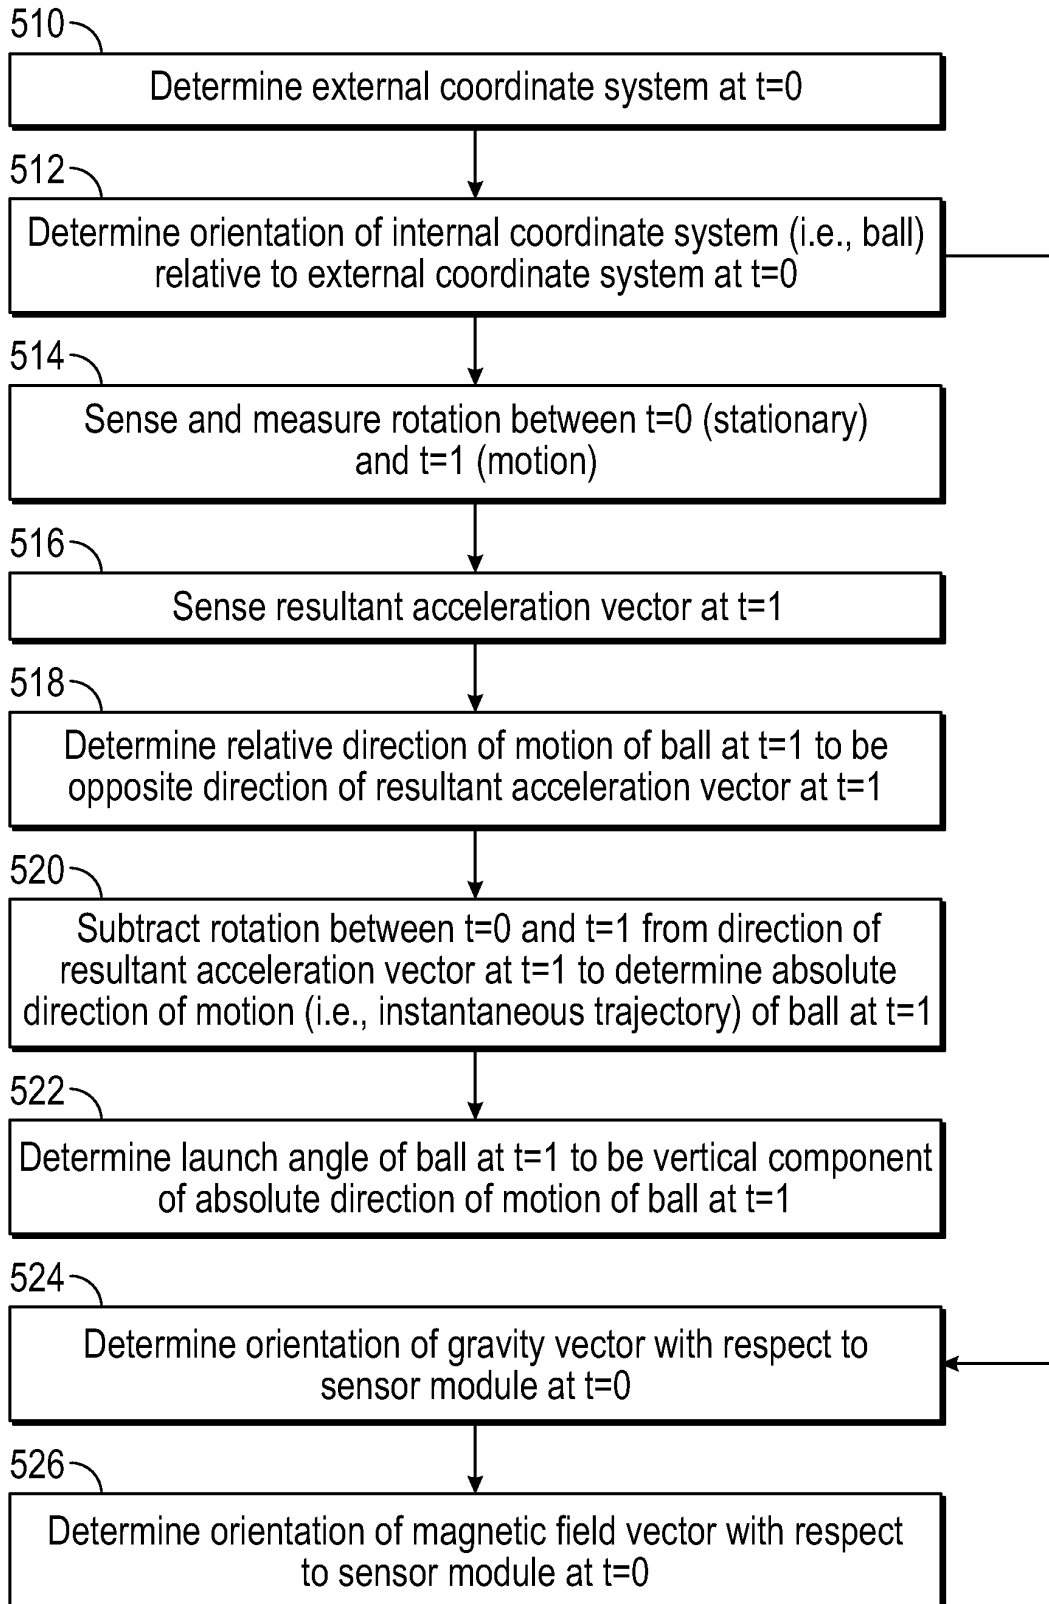 510
Determine external coordinate system at t=0
512
Determine orientation of internal coordinate system (i.e., ball)
relative to external coordinate system at t=0
514
Sense and measure rotation between t=0 (stationary)
and t=1 (motion)
516
Sense resultant acceleration vector at t=1
518
Determine relative direction of motion of ball at t=1 to be
opposite direction of resultant acceleration vector at t=1
520
Subtract rotation between t=0 and t=1 from direction of
resultant acceleration vector at t=1 to determine absolute
direction of motion (i.e., instantaneous trajectory) of ball at t=1
522
Determine launch angle of ball at t=1 to be vertical component
of absolute direction of motion of ball at t=1
524
Determine orientation of gravity vector with respect to
sensor module at t=0
526
Determine orientation of magnetic field vector with respect
to sensor module at t=0